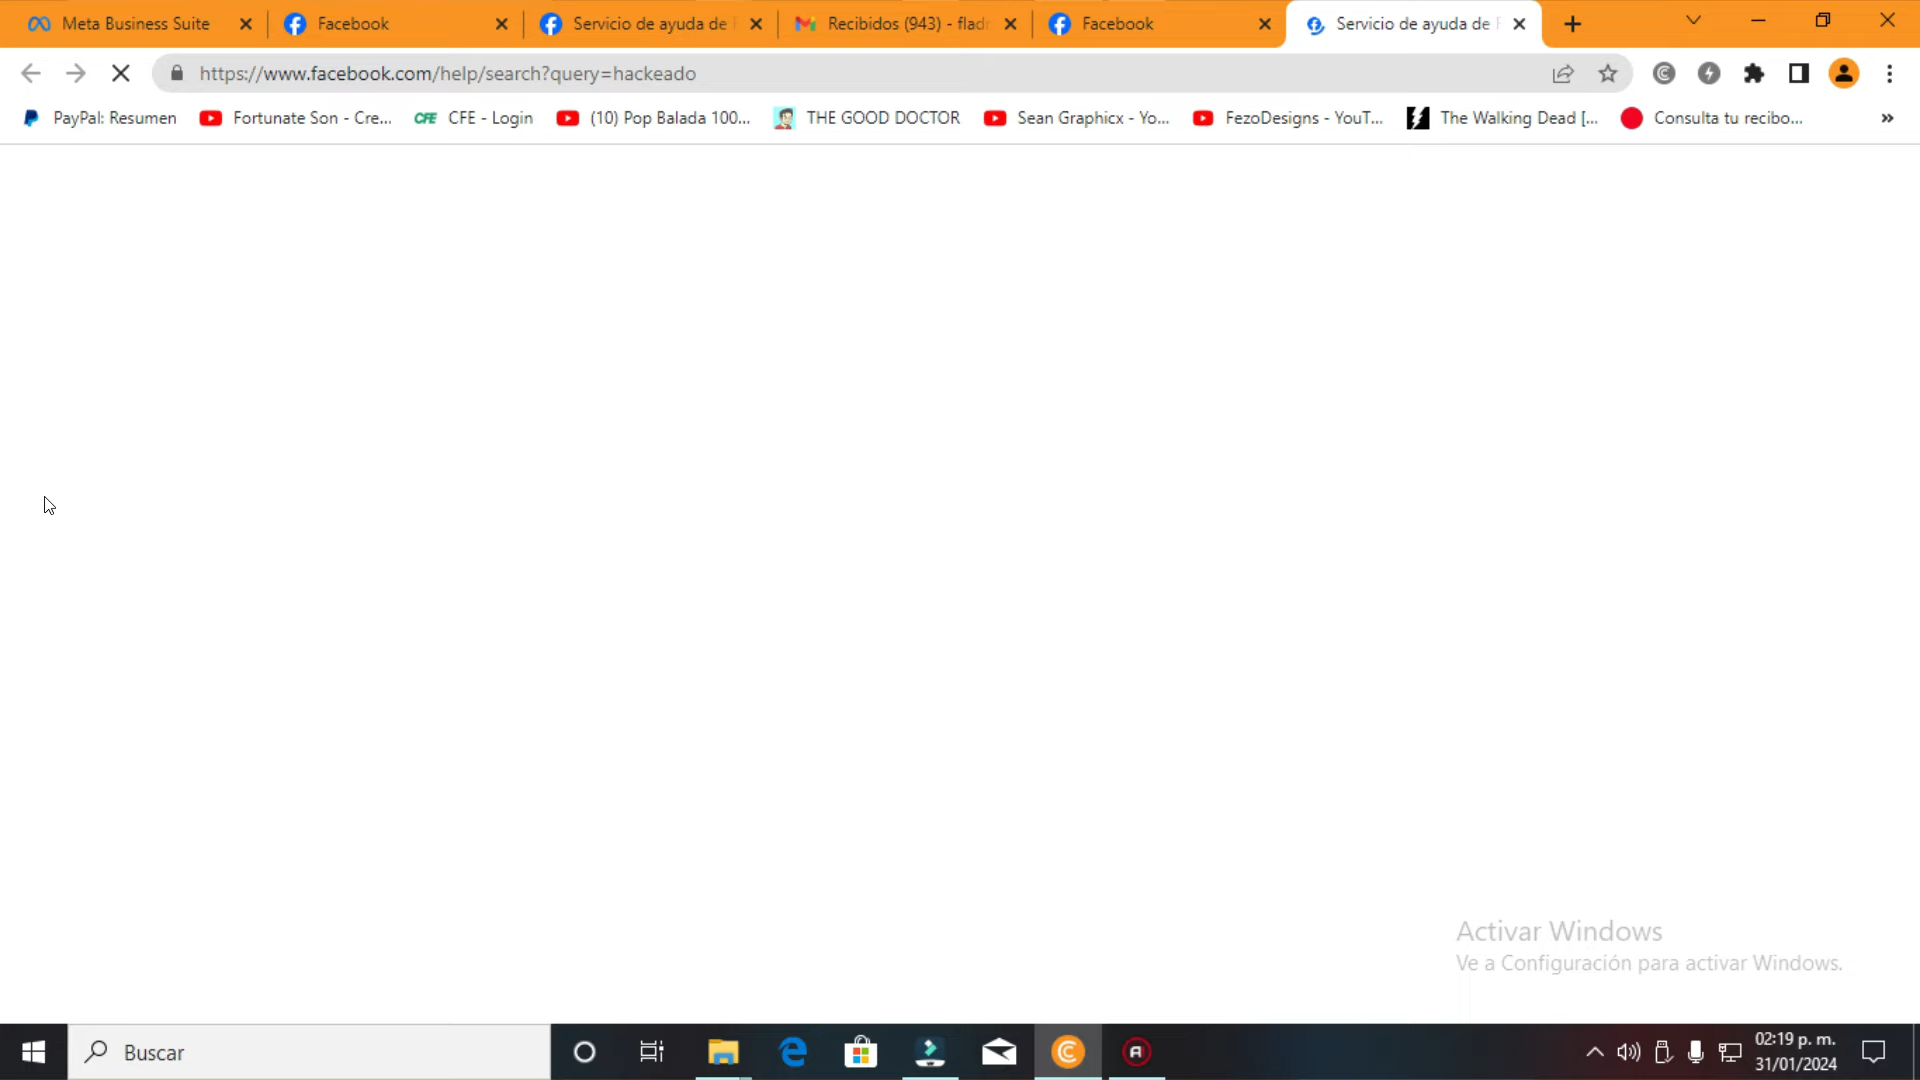 Meta Business Suite
Facebook
Servicio de ayuda de F
Recibidos (943) - fladr
Facebook
Servicio de ayuda de F
https://www.facebook.com/help/search?query=hackeado
PayPal: Resumen
Fortunate Son - Cre...
CFE
CFE - Login
(10) Pop Balada 100...
THE GOOD DOCTOR
Sean Graphicx - Yo...
FezoDesigns - YouT...
The Walking Dead [...
Consulta tu recibo...
»
Activar Windows
Ve a Configuración para activar Windows.
Buscar
02:19 p. m.
31/01/2024